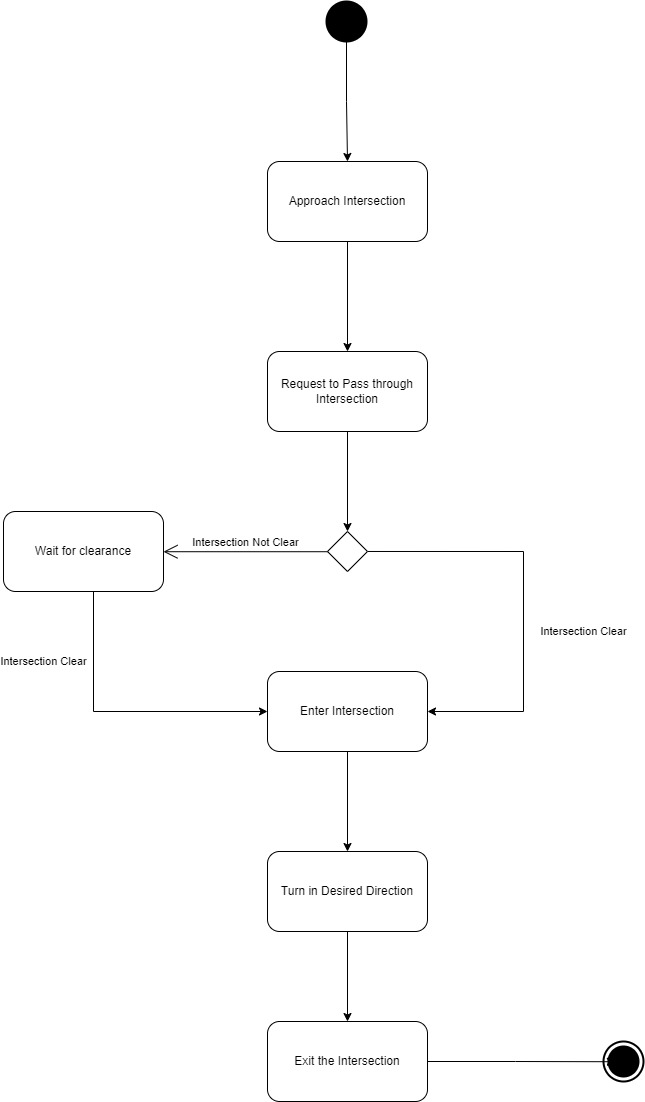 Approach Intersection
Request to Pass through
Intersection
Intersection Not Clear
Wait for clearance
Intersection Clear
Intersection Clear
Enter Intersection
Turn in Desired Direction
Exit the Intersection